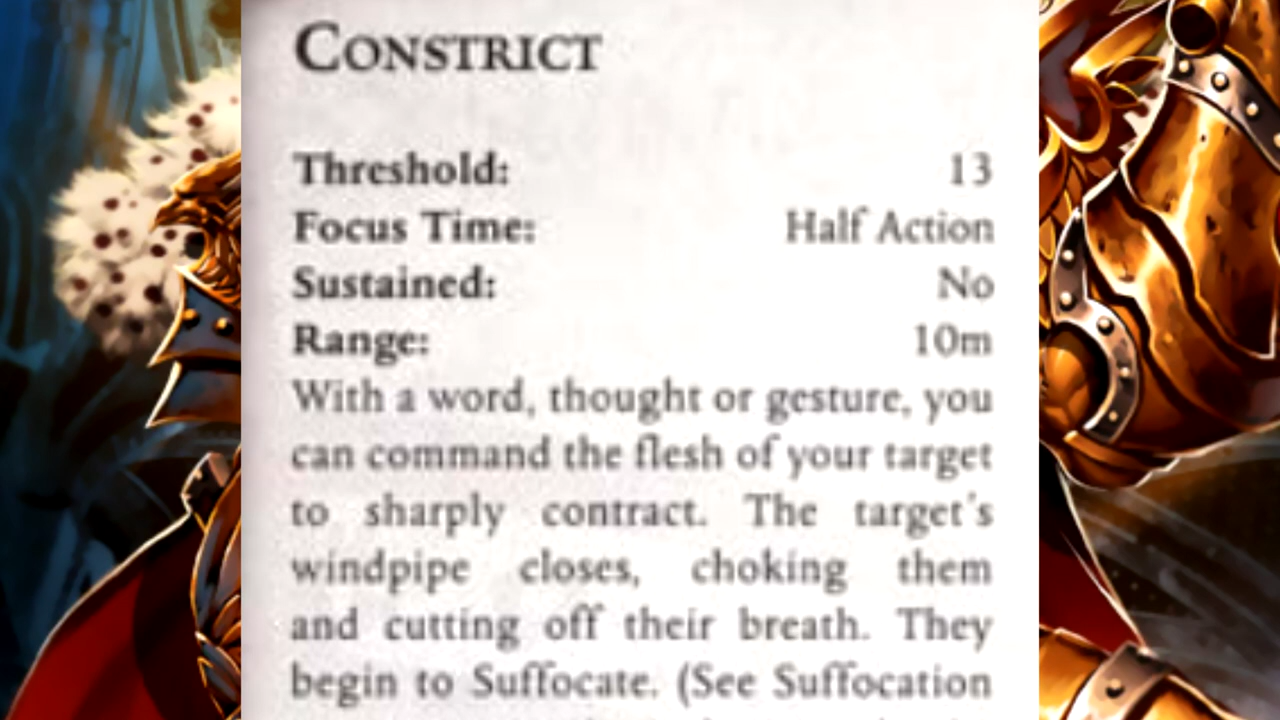 CONSTRICT
Threshold: 13
Focus Time: Half Action
Sustained: No
Range: 10m
With a word, thought or gesture, you
can command the flesh of your target
to sharply contract. The target's
windpipe closes, choking them
and cutting off their breath. They
begin to Suffocate. (See Suffocation